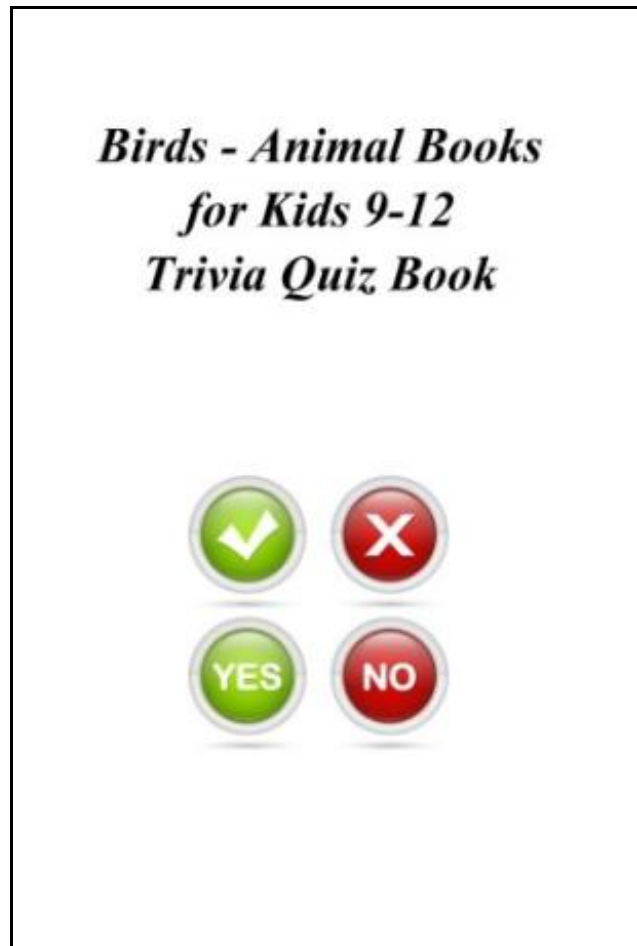 Birds - Animal Books
for Kids 9-12
Trivia Quiz Book
YES NO